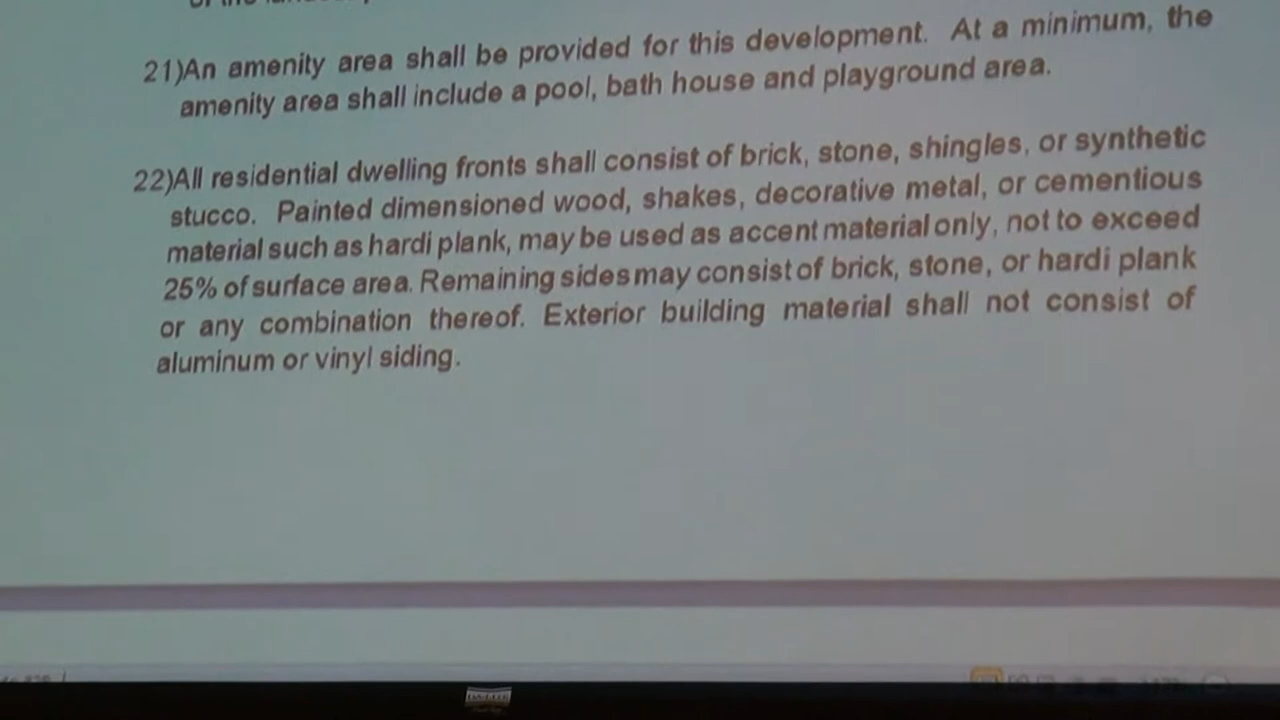 21)An amenity area shall be provided for this development. At a minimum, the
amenity area shall include a pool, bath house and playground area.
22)All residential dwelling fronts shall consist of brick, stone, shingles, or synthetic
stucco. Painted dimensioned wood, shakes, decorative metal, or cementious
material such as hardi plank, may be used as accent material only, not to exceed
25% of surface area. Remaining sides may consist of brick, stone, or hardi plank
or any combination thereof. Exterior building material shall not consist of
aluminum or vinyl siding.